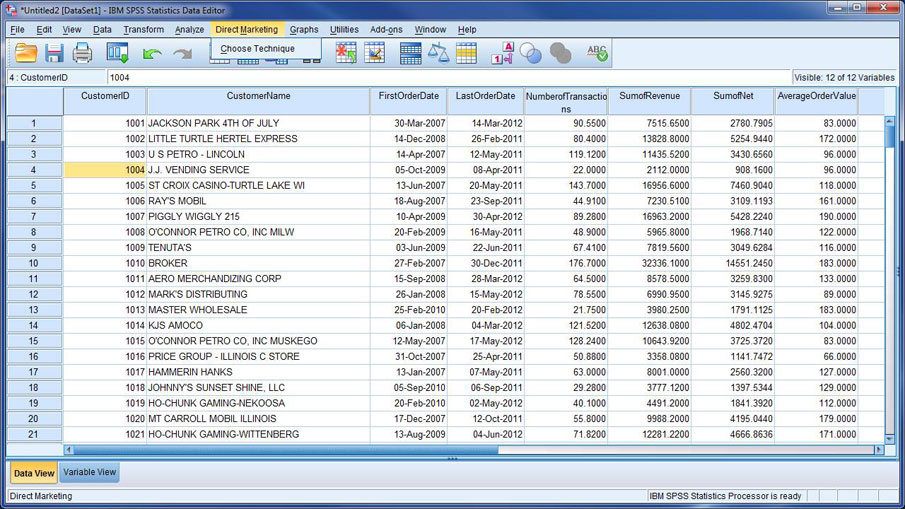 *Untitled2 [DataSet1] - IBM SPSS Statistics Data Editor
File Edit View Data Transform Analyze Direct Marketing Graphs Utilities Add-ons Window Help
Choose Technique
4 : CustomerID 1004 Visible: 12 of 12 Variables
CustomerID CustomerName FirstOrderDate LastOrderDate NumberofTransactio ns SumofRevenue SumofNet AverageOrderValue
1 1001 JACKSON PARK 4TH OF JULY 30-Mar-2007 14-Mar-2012 90.5500 7515.6500 2780.7905 83.0000
2 1002 LITTLE TURTLE HERTEL EXPRESS 14-Dec-2008 26-Feb-2011 80.4000 13828.8000 5254.9440 172.0000
3 1003 U S PETRO - LINCOLN 14-Apr-2007 12-May-2011 119.1200 11435.5200 3430.6560 96.0000
4 1004 J.J. VENDING SERVICE 05-Oct-2009 08-Apr-2011 22.0000 2112.0000 908.1600 96.0000
5 1005 ST CROIX CASINO-TURTLE LAKE WI 13-Jun-2007 20-May-2011 143.7000 16956.6000 7460.9040 118.0000
6 1006 RAY'S MOBIL 18-Aug-2007 23-Sep-2011 44.9100 7230.5100 3109.1193 161.0000
7 1007 PIGGLY WIGGLY 215 10-Apr-2009 30-Apr-2012 89.2800 16963.2000 5428.2240 190.0000
8 1008 O'CONNOR PETRO CO, INC MILW 20-Feb-2009 16-May-2011 48.9000 5965.8000 1968.7140 122.0000
9 1009 TENUTA'S 03-Jun-2009 22-Jun-2011 67.4100 7819.5600 3049.6284 116.0000
10 1010 BROKER 27-Feb-2007 30-Dec-2011 176.7000 32336.1000 14551.2450 183.0000
11 1011 AERO MERCHANDIZING CORP 15-Sep-2008 28-Mar-2012 64.5000 8578.5000 3259.8300 133.0000
12 1012 MARK'S DISTRIBUTING 26-Jan-2008 15-May-2012 78.5500 6990.9500 3145.9275 89.0000
13 1013 MASTER WHOLESALE 25-Feb-2010 20-Feb-2012 21.7500 3980.2500 1791.1125 183.0000
14 1014 KJS AMOCO 06-Jan-2008 04-Mar-2012 121.5200 12638.0800 4802.4704 104.0000
15 1015 O'CONNOR PETRO CO, INC MUSKEGO 12-May-2007 17-May-2012 128.2400 10643.9200 3725.3720 83.0000
16 1016 PRICE GROUP - ILLINOIS C STORE 31-Oct-2007 25-Apr-2011 50.8800 3358.0800 1141.7472 66.0000
17 1017 HAMMERIN HANKS 13-Jan-2007 07-May-2011 63.0000 8001.0000 2560.3200 127.0000
18 1018 JOHNNY'S SUNSET SHINE, LLC 05-Sep-2010 06-Sep-2011 29.2800 3777.1200 1397.5344 129.0000
19 1019 HO-CHUNK GAMING-NEKOOSA 20-Feb-2010 02-May-2012 40.1000 4491.2000 1841.3920 112.0000
20 1020 MT CARROLL MOBIL ILLINOIS 17-Dec-2007 12-Oct-2011 55.8000 9988.2000 4195.0440 179.0000
21 1021 HO-CHUNK GAMING-WITTENBERG 13-Aug-2009 04-Jun-2012 71.8200 12281.2200 4666.8636 171.0000
Data View Variable View
Direct Marketing IBM SPSS Statistics Processor is ready